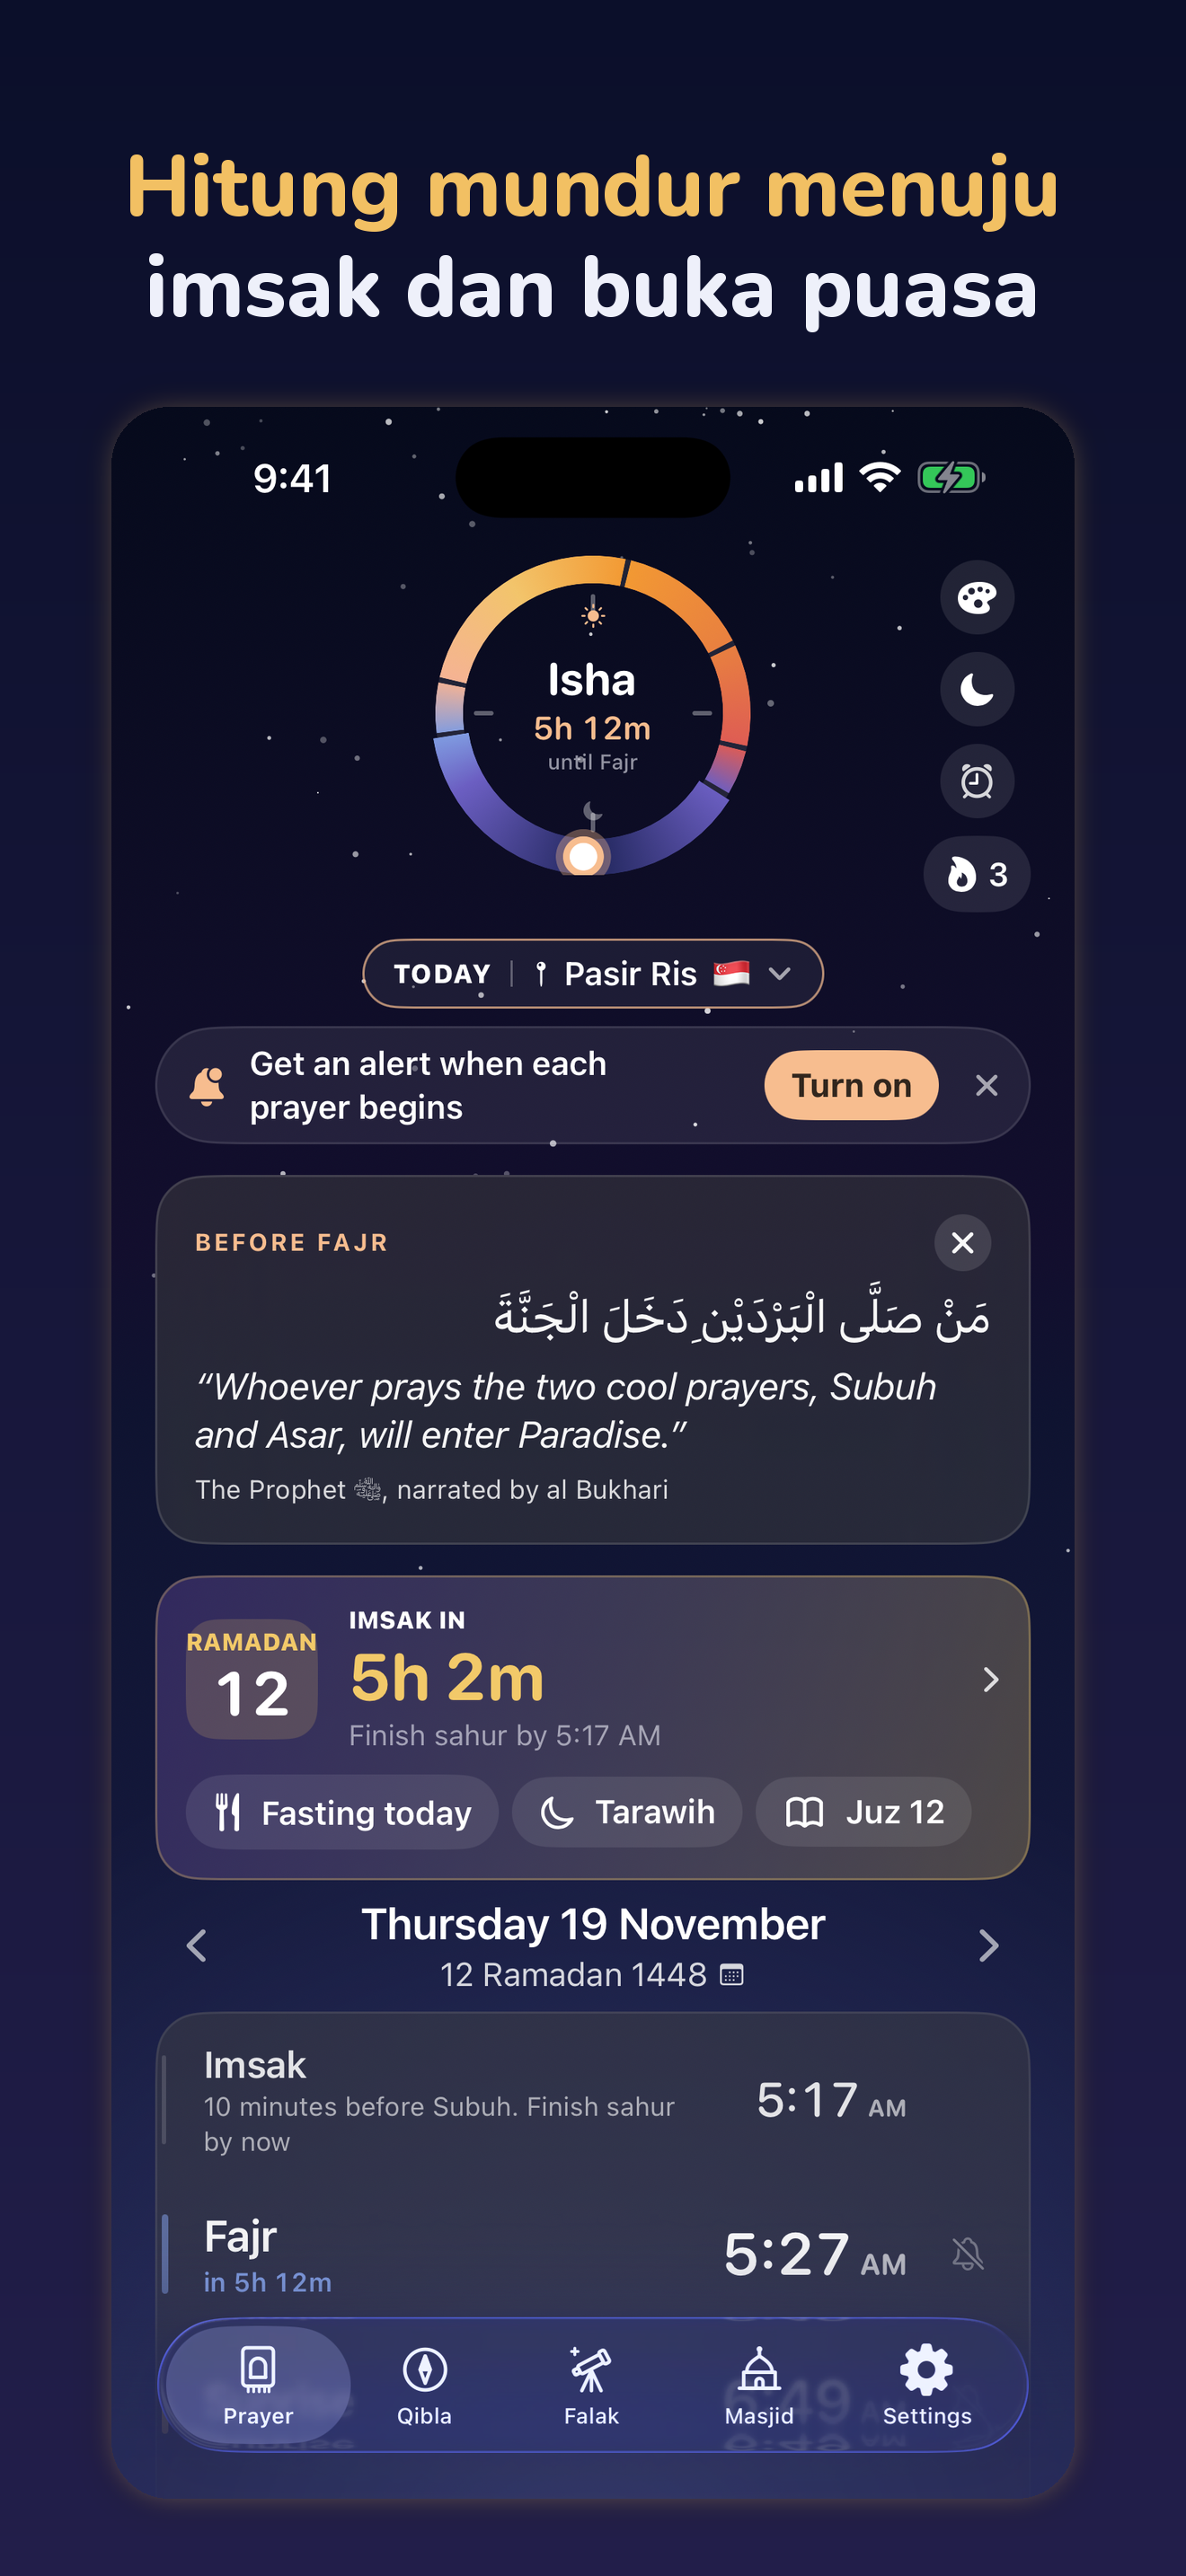 Hitung mundur menuju
imsak dan buka puasa
9:41
Isha
5h 12m
until Fajr
3
TODAY | Pasir Ris
Get an alert when each
prayer begins
Turn on
BEFORE FAJR
مَنْ صَلَّى الْبَرْدَيْنِ دَخَلَ الْجَنَّةَ
“Whoever prays the two cool prayers, Subuh
and Asar, will enter Paradise.”
The Prophet ﷺ, narrated by al Bukhari
RAMADAN
12
IMSAK IN
5h 2m
Finish sahur by 5:17 AM
Fasting today
Tarawih
Juz 12
Thursday 19 November
12 Ramadan 1448
Imsak
10 minutes before Subuh. Finish sahur
by now
5:17 AM
Fajr
in 5h 12m
5:27 AM
6:49
Prayer
Qibla
Falak
Masjid
Settings